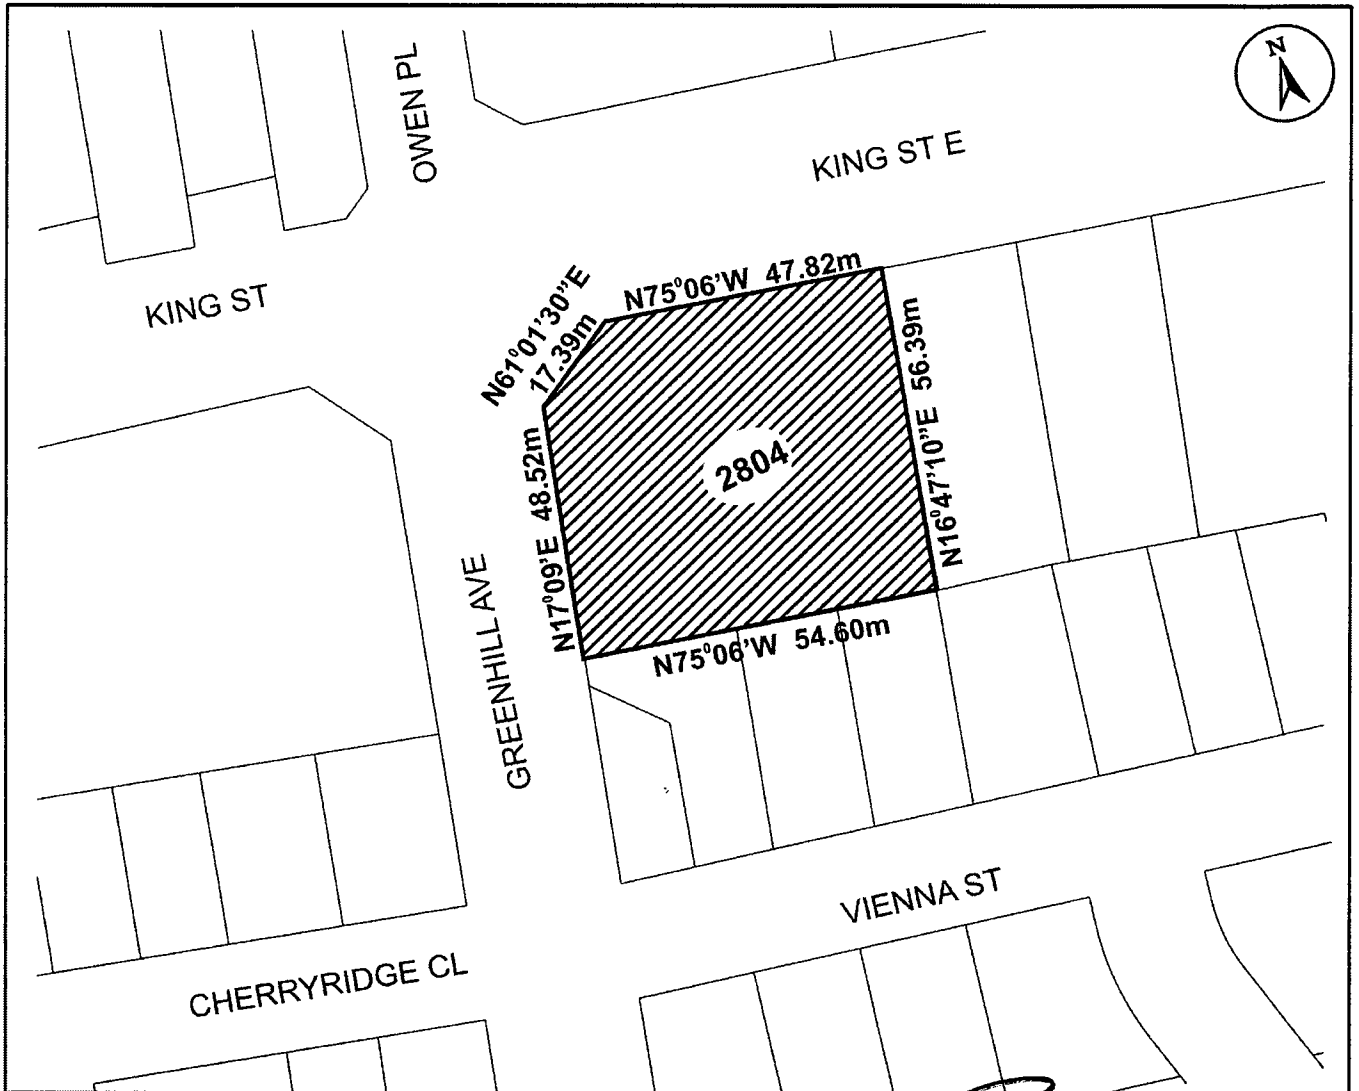 N
OWEN PL
KING ST E
KING ST
N75°06'W 47.82m
N61°01'30"E
17.39m
N16°47'10"E 56.39m
2804
N17°09'E 48.52m
N75°06'W 54.60m
GREENHILL AVE
VIENNA ST
CHERRYRIDGE CL